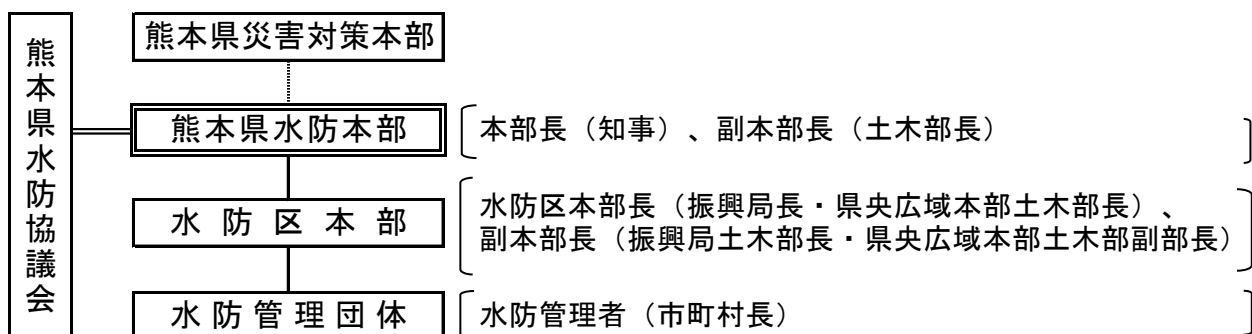 熊本県水防協議会
熊本県災害対策本部
熊本県水防本部
本部長（知事）、副本部長（土木部長）
水防区本部
水防区本部長（振興局長・県央広域本部土木部長）、
副本部長（振興局土木部長・県央広域本部土木部副部長）
水防管理団体
水防管理者（市町村長）